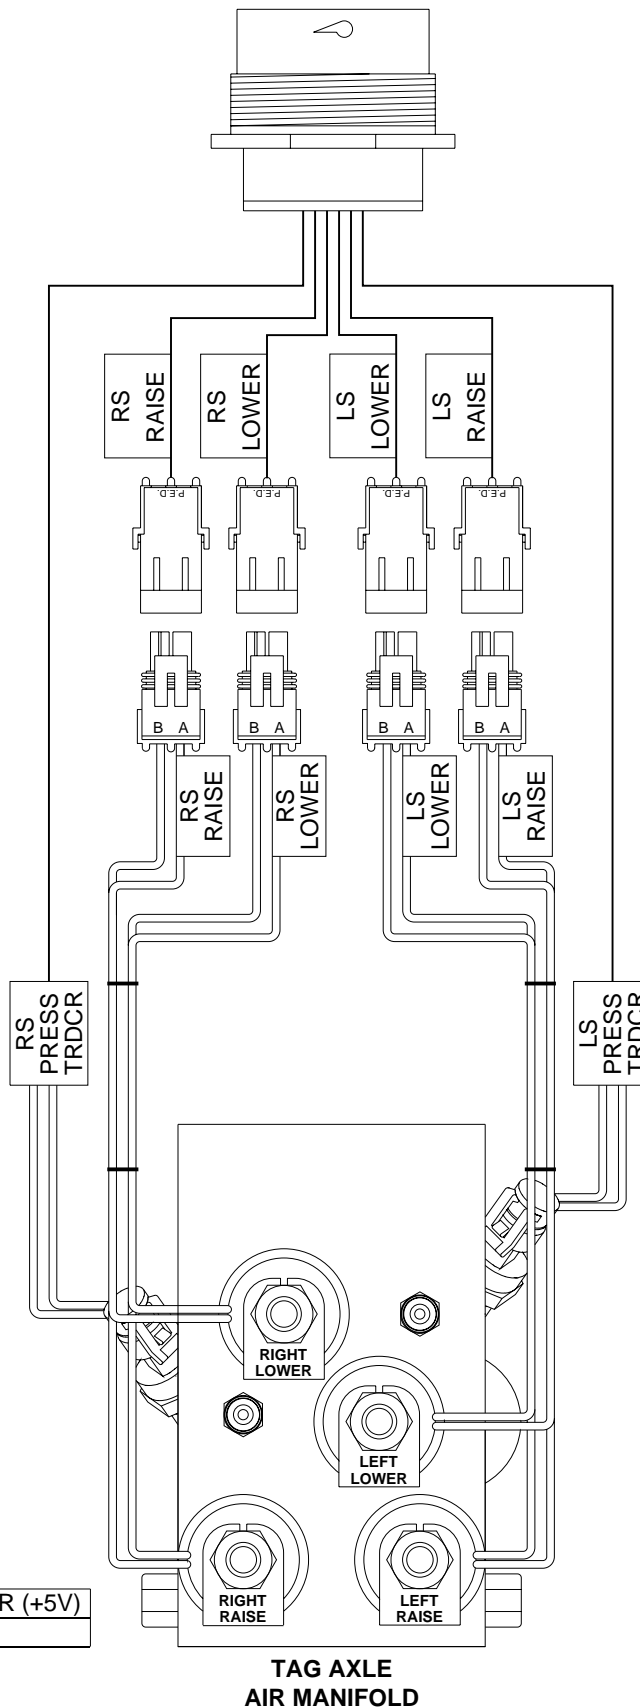 RS
RAISE
RS
LOWER
LS
LOWER
LS
RAISE
P.E.D.
P.E.D.
P.E.D.
P.E.D.
B A
B A
B A
B A
RS
RAISE
RS
LOWER
LS
LOWER
LS
RAISE
RS
PRESS
TRDCR
LS
PRESS
TRDCR
RIGHT
LOWER
LEFT
LOWER
RIGHT
RAISE
LEFT
RAISE
R (+5V)
TAG AXLE
AIR MANIFOLD